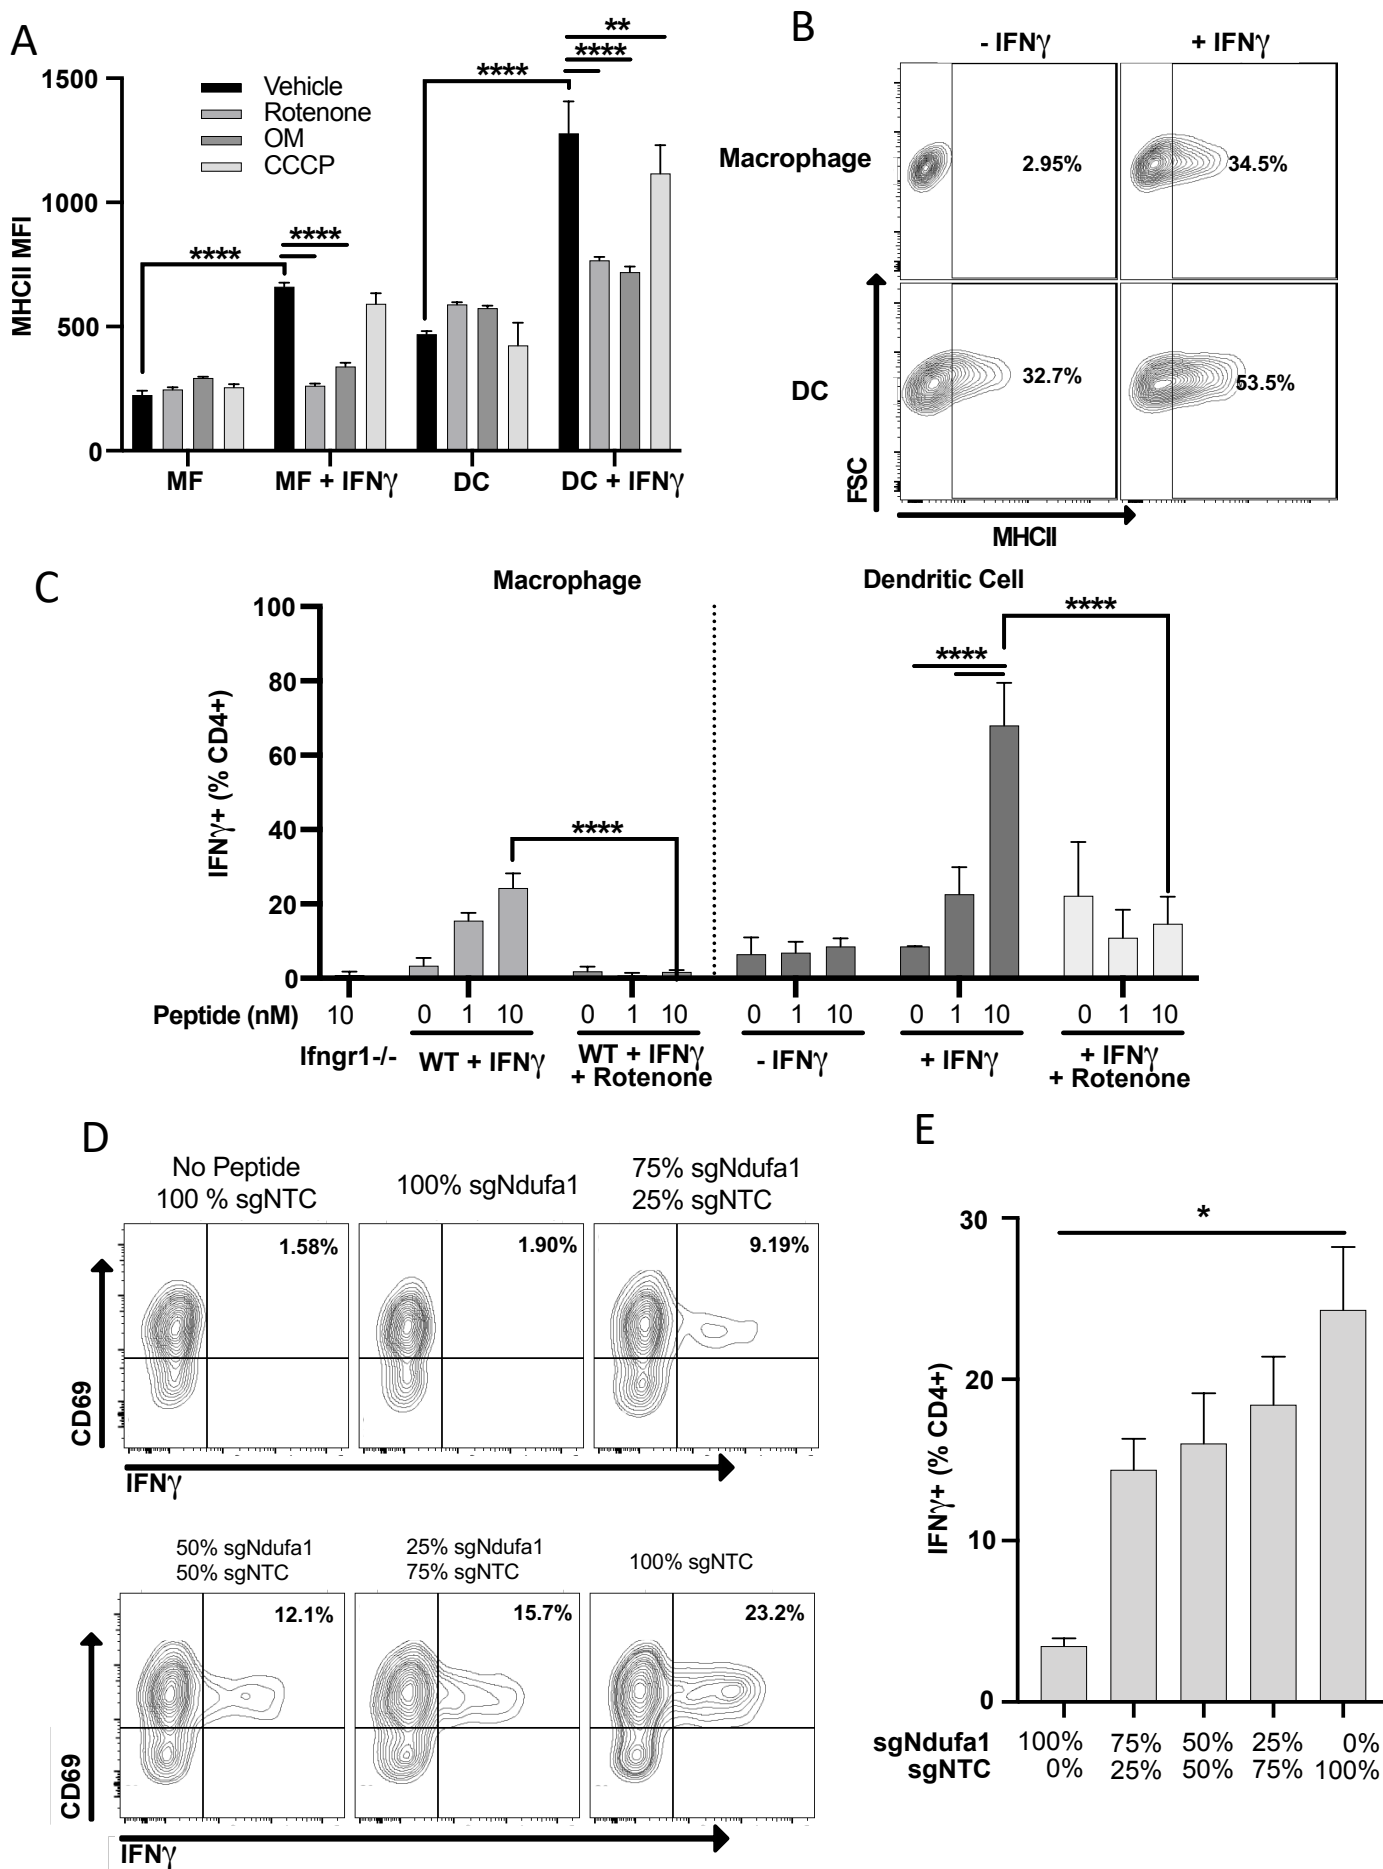 A
1500
1000
500
0
MHCII MFI
Vehicle
Rotenone
OM
CCCP
****
****
****
****
**
MF
MF + IFNγ
DC
DC + IFNγ
B
- IFNγ
+ IFNγ
Macrophage
2.95%
34.5%
DC
32.7%
53.5%
FSC
MHCII
C
Macrophage
Dendritic Cell
100
80
60
40
20
0
IFNγ+ (% CD4+)
****
****
****
Peptide (nM)
10
0 1 10
0 1 10
0 1 10
0 1 10
0 1 10
Ifngr1-/-
WT + IFNγ
WT + IFNγ
+ Rotenone
- IFNγ
+ IFNγ
+ IFNγ
+ Rotenone
D
No Peptide
100 % sgNTC
100% sgNdufa1
75% sgNdufa1
25% sgNTC
1.58%
1.90%
9.19%
CD69
IFNγ
50% sgNdufa1
50% sgNTC
25% sgNdufa1
75% sgNTC
100% sgNTC
12.1%
15.7%
23.2%
CD69
IFNγ
E
*
30
20
10
0
IFNγ+ (% CD4+)
sgNdufa1 100% 75% 50% 25% 0%
sgNTC 0% 25% 50% 75% 100%